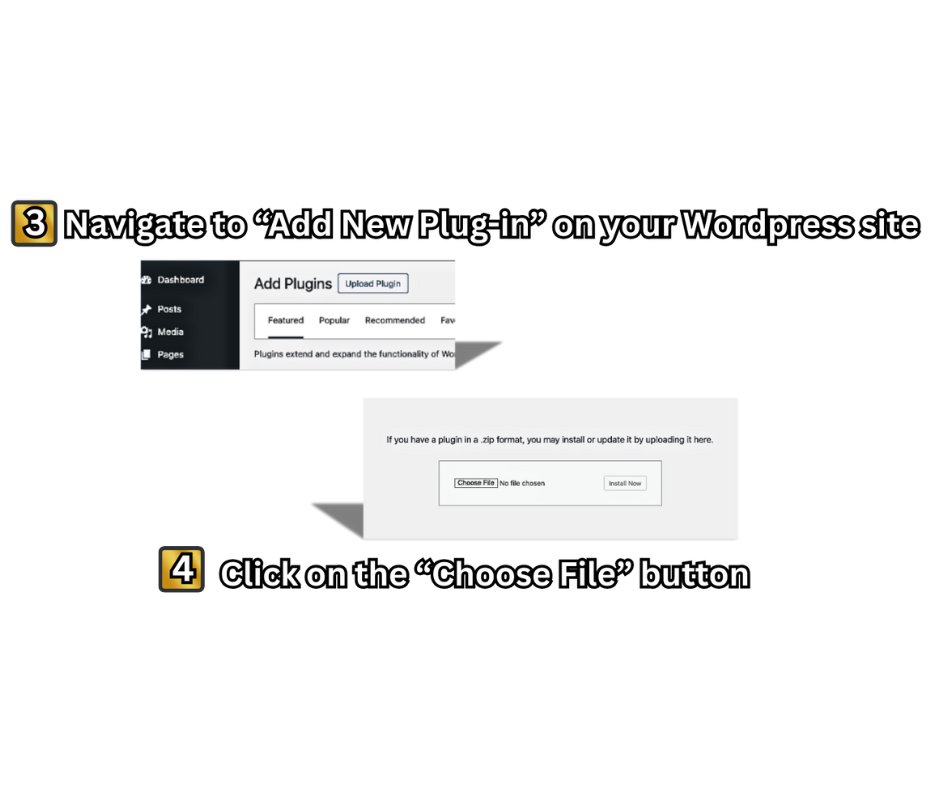 3 Navigate to “Add New Plug-in” on your Wordpress site
Dashboard
Posts
Media
Pages
Add Plugins Upload Plugin
Featured Popular Recommended Fav
Plugins extend and expand the functionality of Wo
If you have a plugin in a .zip format, you may install or update it by uploading it here.
Choose File No file chosen Install Now
4 Click on the “Choose File” button